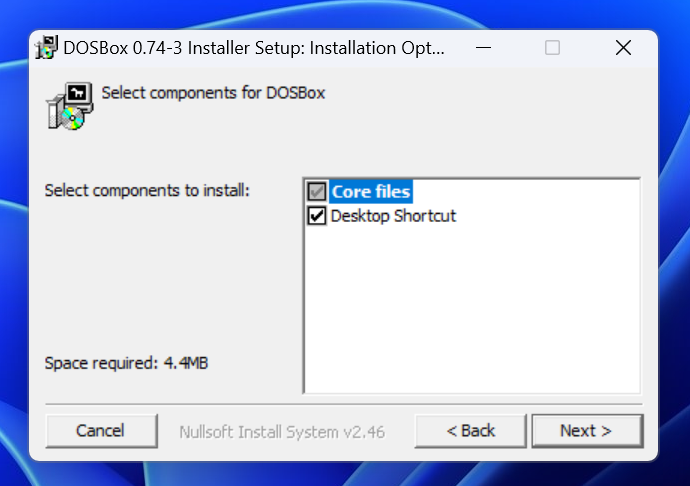 DOSBox 0.74-3 Installer Setup: Installation Opt...
Select components for DOSBox
Select components to install:
Core files
Desktop Shortcut
Space required: 4.4MB
Cancel
Nullsoft Install System v2.46
< Back
Next >